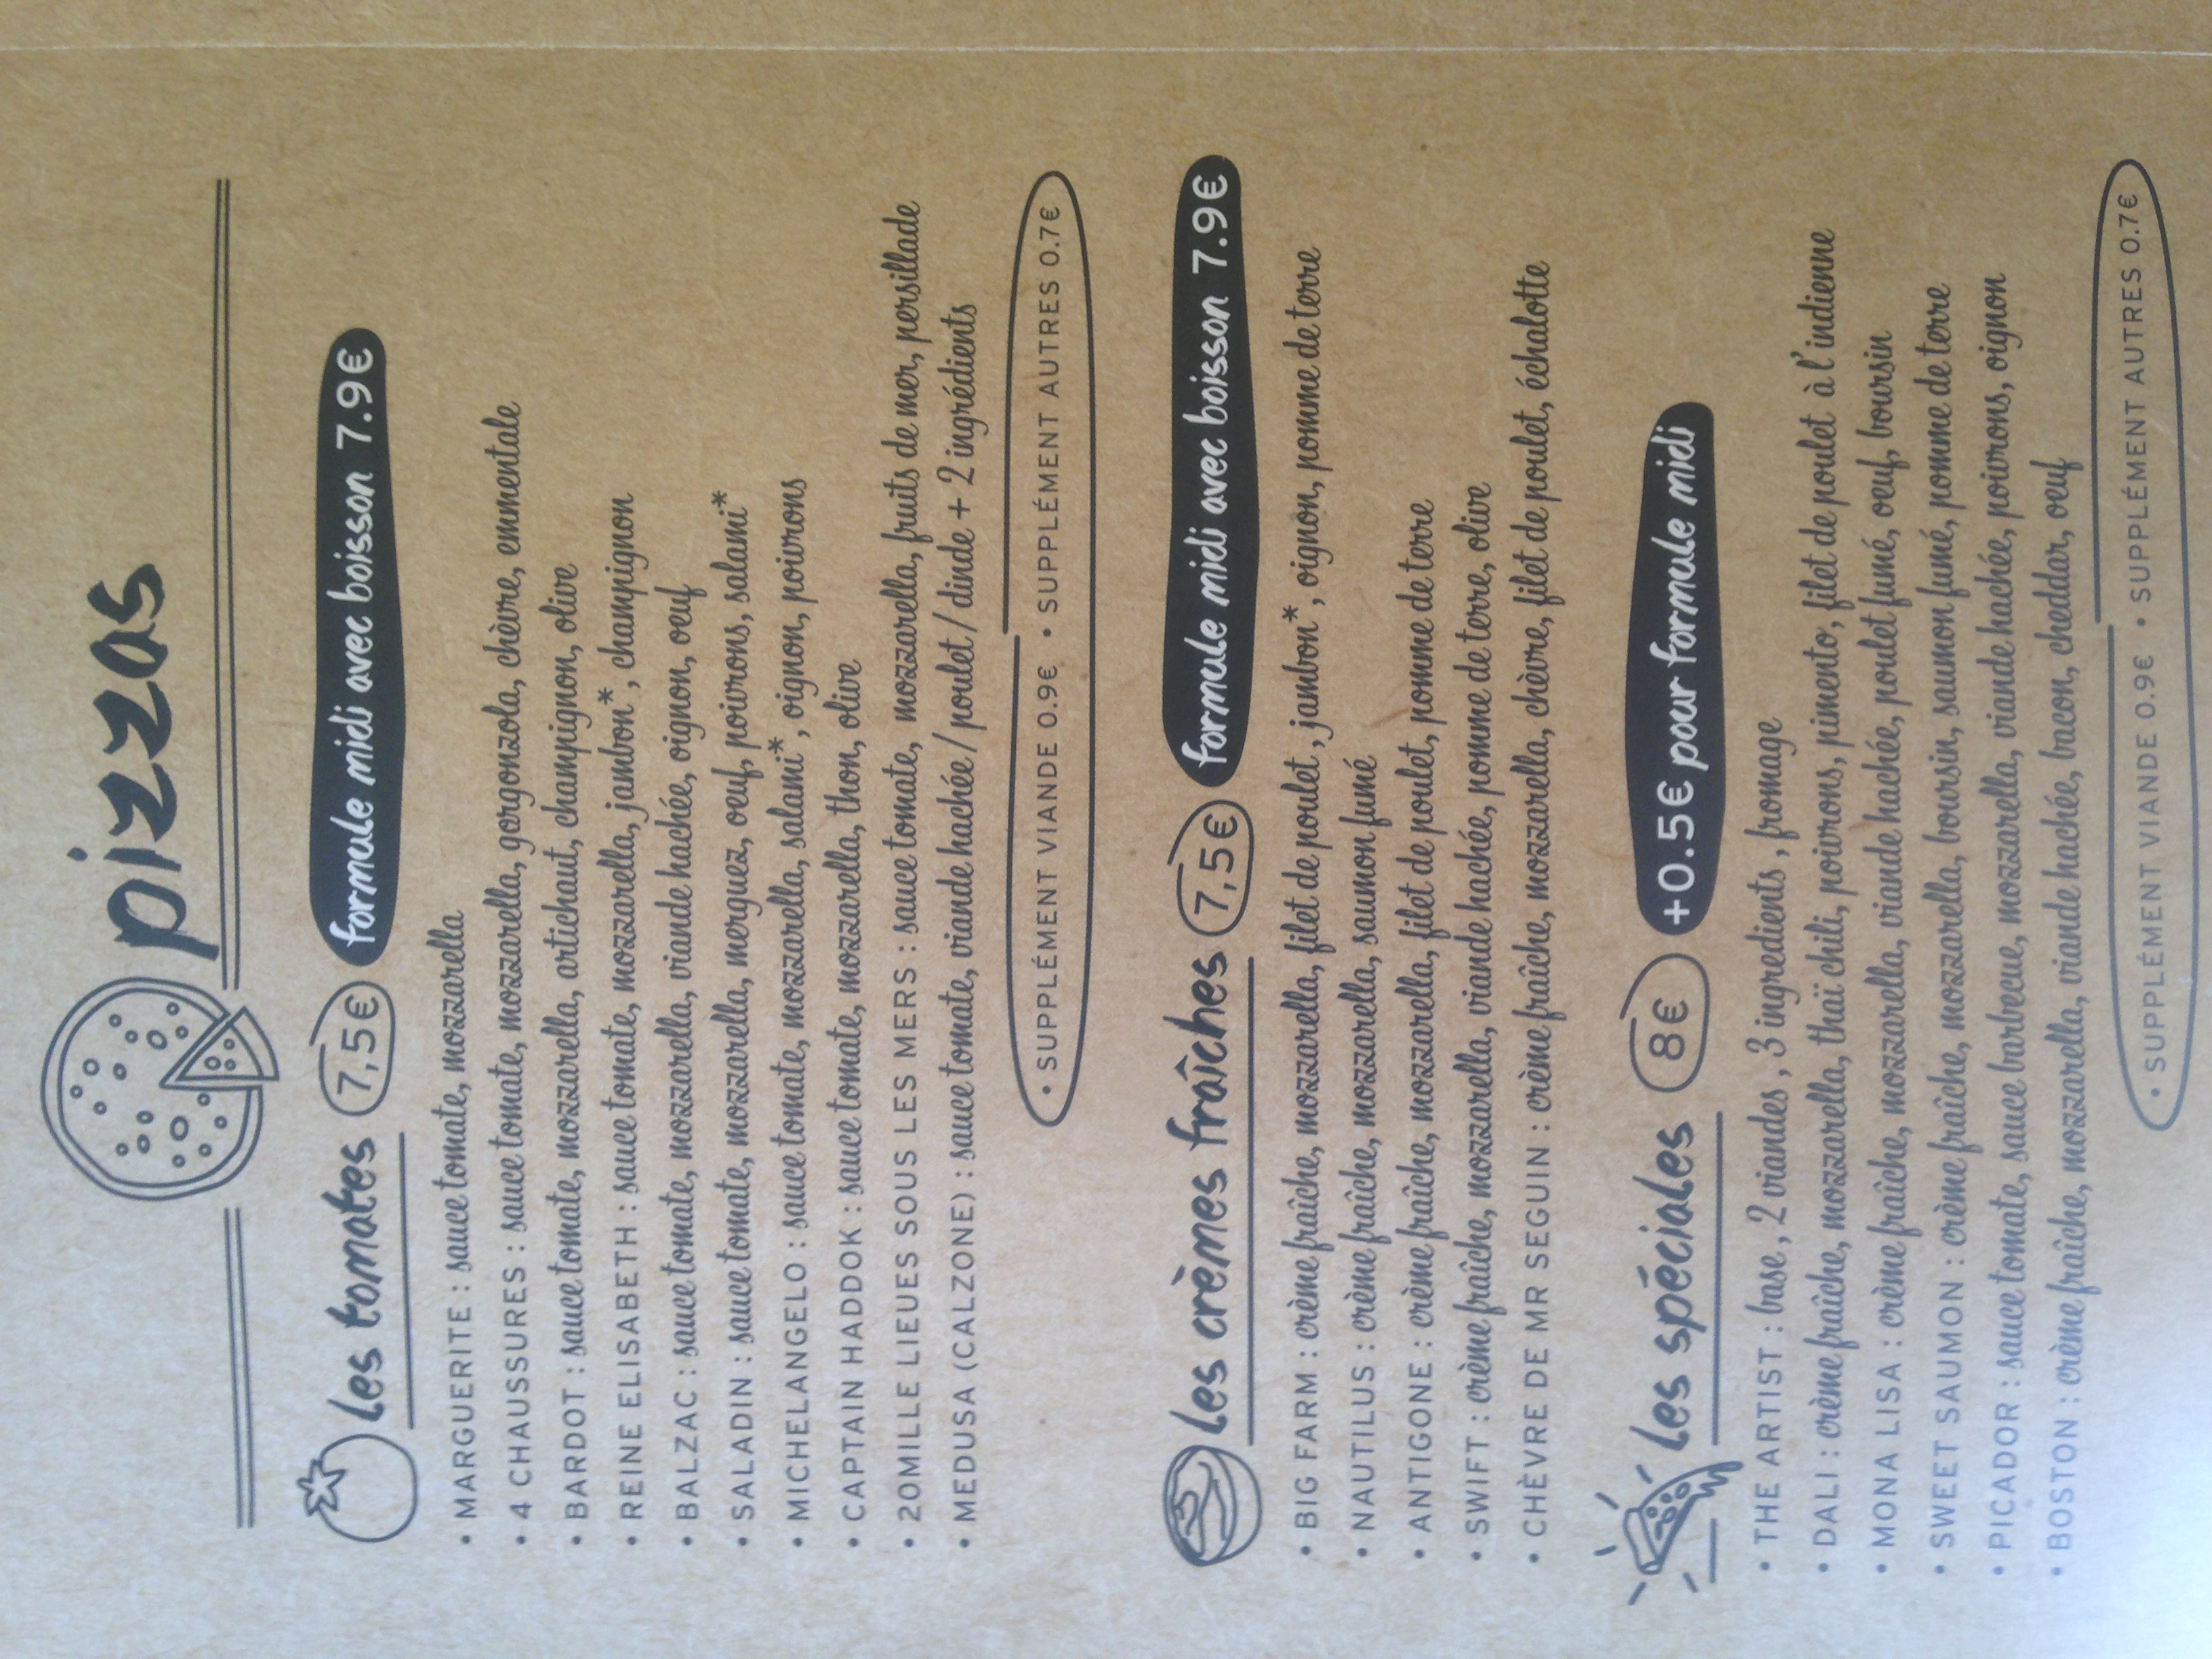 pizzas
les tomates 7,5€ formule midi avec boisson 7.9€
• MARGUERITE : sauce tomate, mozzarella
• 4 CHAUSSURES : sauce tomate, mozzarella, gorgonzola, chèvre, emmentale
• BARDOT : sauce tomate, mozzarella, artichaut, champignon, olive
• REINE ELISABETH : sauce tomate, mozzarella, jambon*, champignon
• BALZAC : sauce tomate, mozzarella, viande hachée, oignon, oeuf
• SALADIN : sauce tomate, mozzarella, merguez, oeuf, poivrons, salami*
• MICHELANGELO : sauce tomate, mozzarella, salami*, oignon, poivrons
• CAPTAIN HADDOK : sauce tomate, mozzarella, thon, olive
• 20MILLE LIEUES SOUS LES MERS : sauce tomate, mozzarella, fruits de mer, persillade
• MEDUSA (CALZONE) : sauce tomate, viande hachée / poulet / dinde + 2 ingrédients
• SUPPLÉMENT VIANDE 0.9€ • SUPPLÉMENT AUTRES 0.7€
les crèmes fraîches 7,5€ formule midi avec boisson 7.9€
• BIG FARM : crème fraîche, mozzarella, filet de poulet , jambon*, oignon, pomme de terre
• NAUTILUS : crème fraîche, mozzarella, saumon fumé
• ANTIGONE : crème fraîche, mozzarella, filet de poulet, pomme de terre
• SWIFT : crème fraîche, mozzarella, viande hachée, pomme de terre, olive
• CHÈVRE DE MR SEGUIN : crème fraîche, mozzarella, chèvre, filet de poulet, échalotte
les spéciales 8€ +0.5€ pour formule midi
• THE ARTIST : base , 2 viandes , 3 ingredients , fromage
• DALI : crème fraîche, mozzarella, thaï chili, poivrons, pimento, filet de poulet à l'indienne
• MONA LISA : crème fraîche, mozzarella, viande hachée, poulet fumé, oeuf, boursin
• SWEET SAUMON : crème fraîche, mozzarella, boursin, saumon fumé, pomme de terre
• PICADOR : sauce tomate, sauce barbecue, mozzarella, viande hachée, poivrons, oignon
• BOSTON : crème fraîche, mozzarella, viande hachée, bacon, cheddar, oeuf
• SUPPLÉMENT VIANDE 0.9€ • SUPPLÉMENT AUTRES 0.7€